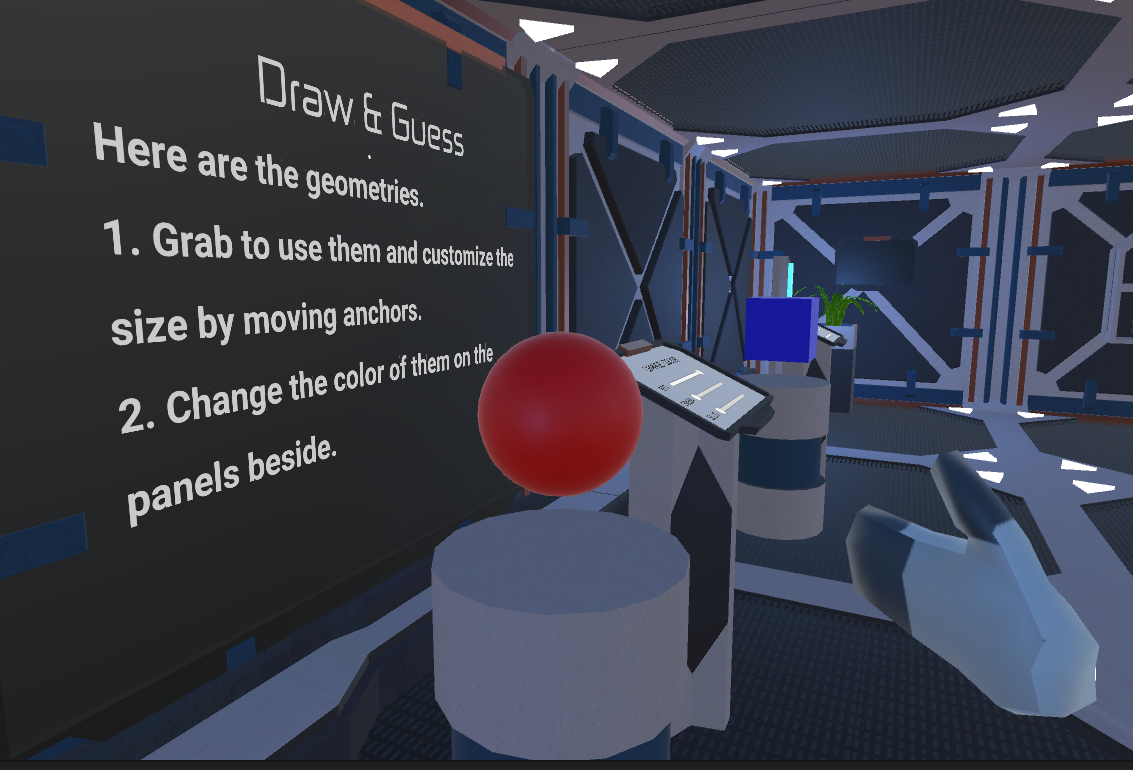 Draw & Guess
Here are the geometries.
1. Grab to use them and customize the
size by moving anchors.
2. Change the color of them on the
panels beside.